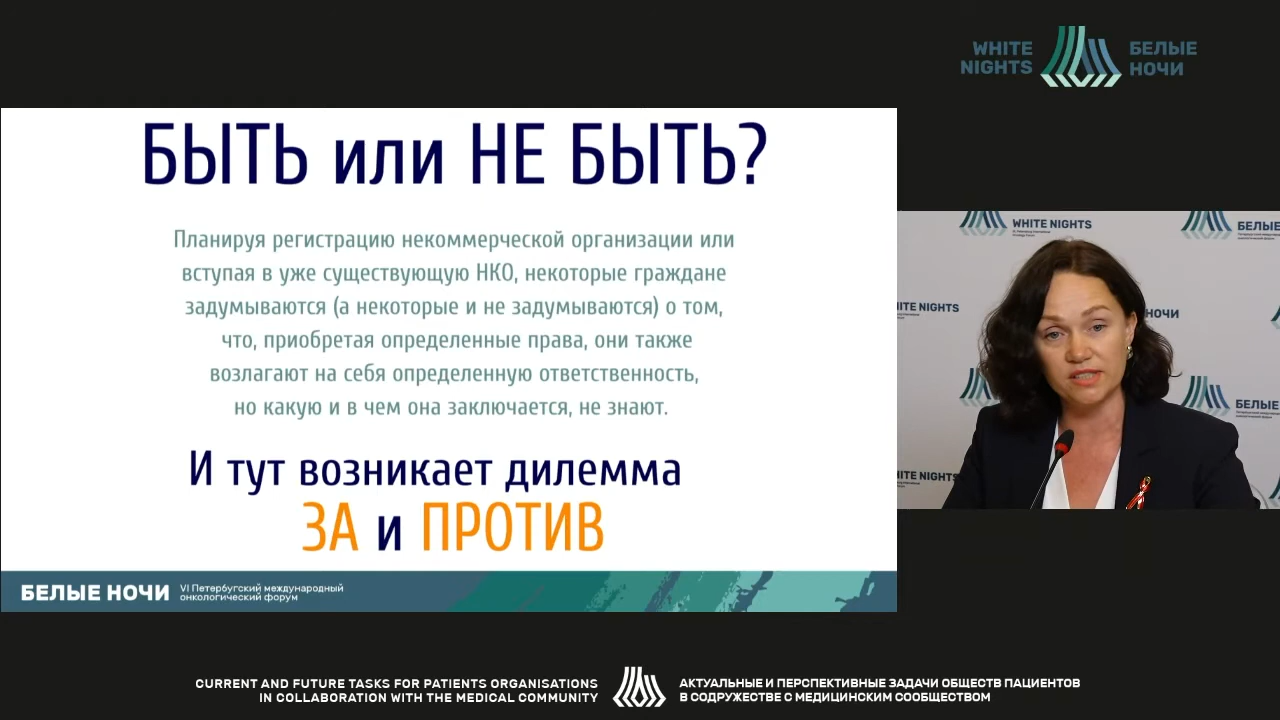 WHITE
NIGHTS
БЕЛЫЕ
НОЧИ
БЫТЬ или НЕ БЫТЬ?
Планируя регистрацию некоммерческой организации или
вступая в уже существующую НКО, некоторые граждане
задумываются (а некоторые и не задумываются) о том,
что, приобретая определенные права, они также
возлагают на себя определенную ответственность,
но какую и в чем она заключается, не знают.
И тут возникает дилемма
ЗА и ПРОТИВ
БЕЛЫЕ НОЧИ
VI Петербугский международный
онкологический форум
WHITE NIGHTS
БЕЛЫЕ
ITE NIGHTS
НОЧИ
БЕЛЫЕ
ITE NIGHTS
CURRENT AND FUTURE TASKS FOR PATIENTS ORGANISATIONS
IN COLLABORATION WITH THE MEDICAL COMMUNITY
АКТУАЛЬНЫЕ И ПЕРСПЕКТИВНЫЕ ЗАДАЧИ ОБЩЕСТВ ПАЦИЕНТОВ
В СОДРУЖЕСТВЕ С МЕДИЦИНСКИМ СООБЩЕСТВОМ